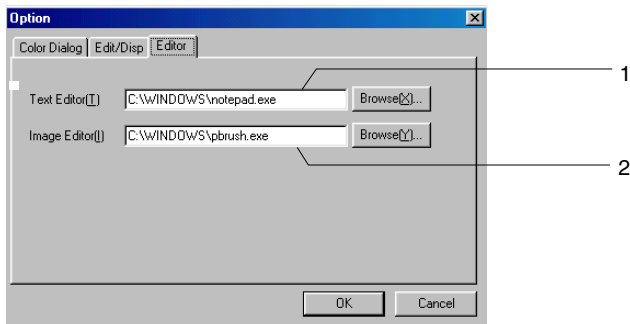 Option
Color Dialog Edit/Disp Editor
1
Text Editor(T) C:\WINDOWS\notepad.exe Browse(X)...
Image Editor(I) C:\WINDOWS\pbrush.exe Browse(Y)...
2
OK Cancel